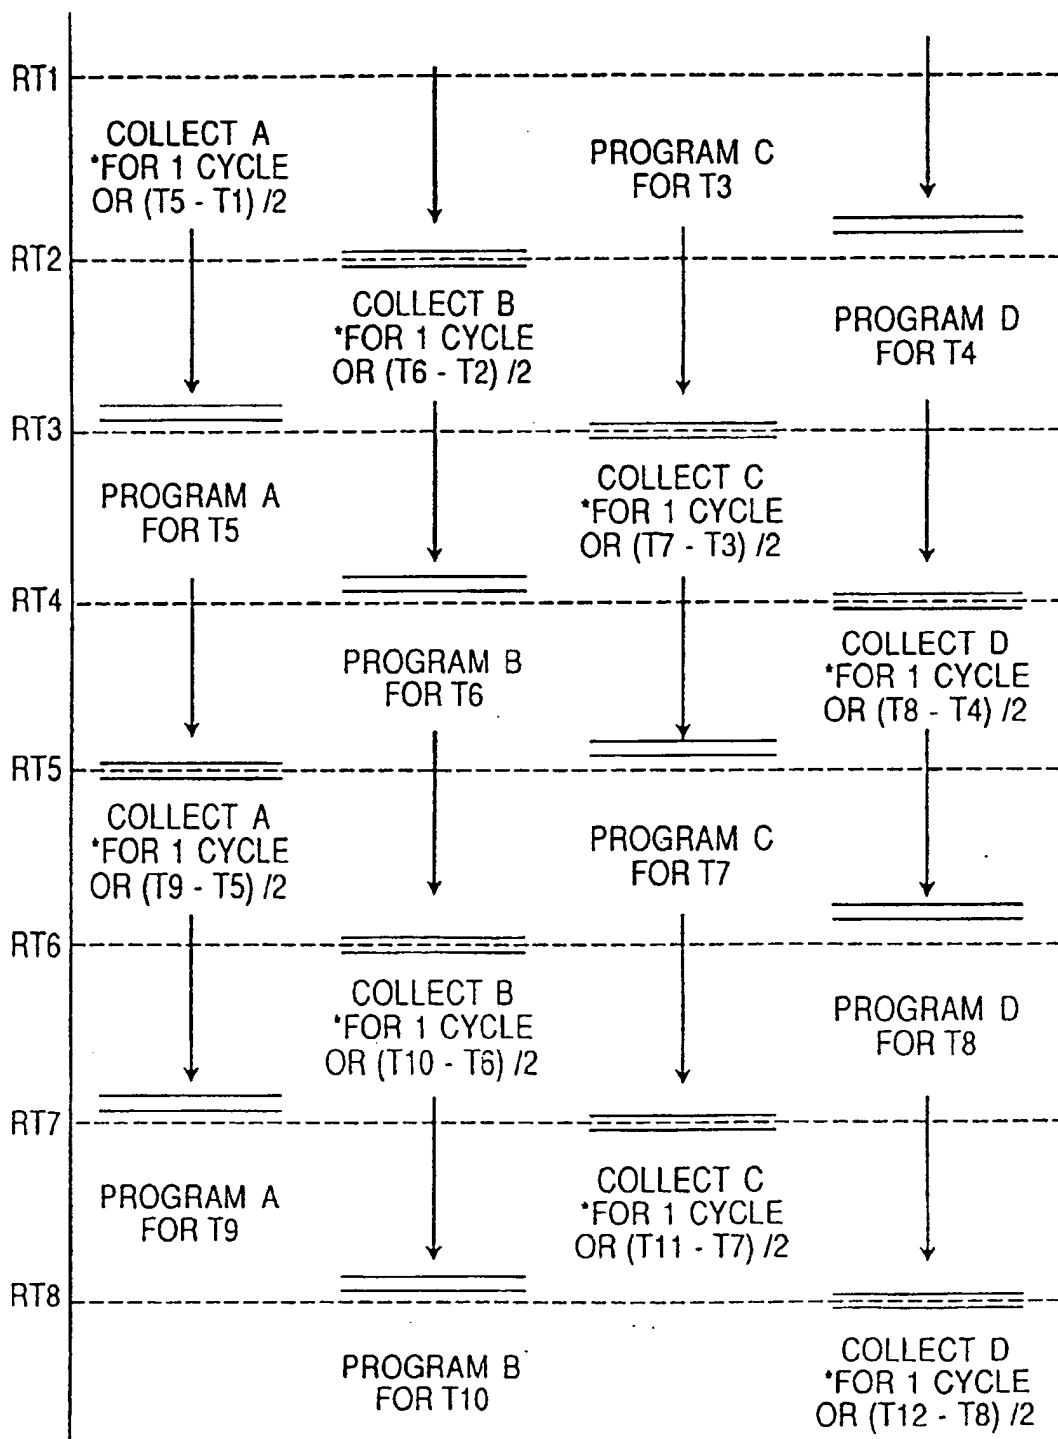 RT1
COLLECT A
*FOR 1 CYCLE
OR (T5 - T1) /2
PROGRAM C
FOR T3
RT2
COLLECT B
*FOR 1 CYCLE
OR (T6 - T2) /2
PROGRAM D
FOR T4
RT3
PROGRAM A
FOR T5
COLLECT C
*FOR 1 CYCLE
OR (T7 - T3) /2
RT4
PROGRAM B
FOR T6
COLLECT D
*FOR 1 CYCLE
OR (T8 - T4) /2
RT5
COLLECT A
*FOR 1 CYCLE
OR (T9 - T5) /2
PROGRAM C
FOR T7
RT6
COLLECT B
*FOR 1 CYCLE
OR (T10 - T6) /2
PROGRAM D
FOR T8
RT7
PROGRAM A
FOR T9
COLLECT C
*FOR 1 CYCLE
OR (T11 - T7) /2
RT8
PROGRAM B
FOR T10
COLLECT D
*FOR 1 CYCLE
OR (T12 - T8) /2